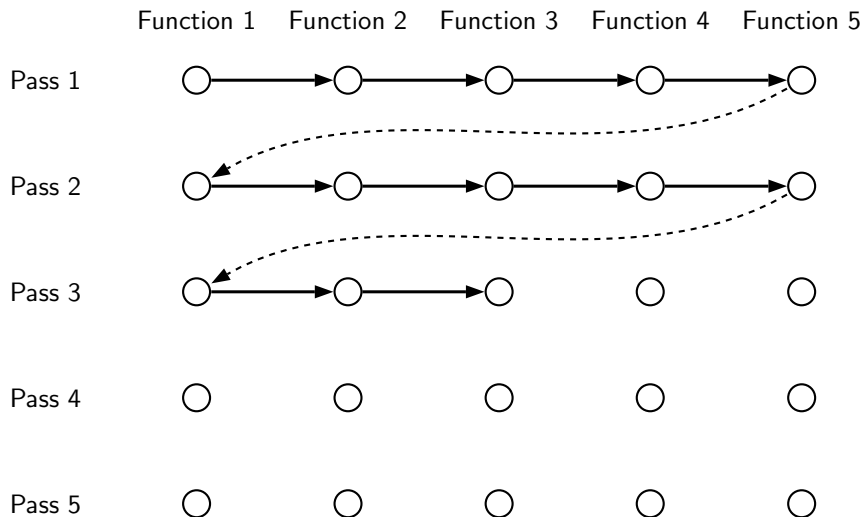 Function 1 Function 2 Function 3 Function 4 Function 5
Pass 1
Pass 2
Pass 3
Pass 4
Pass 5